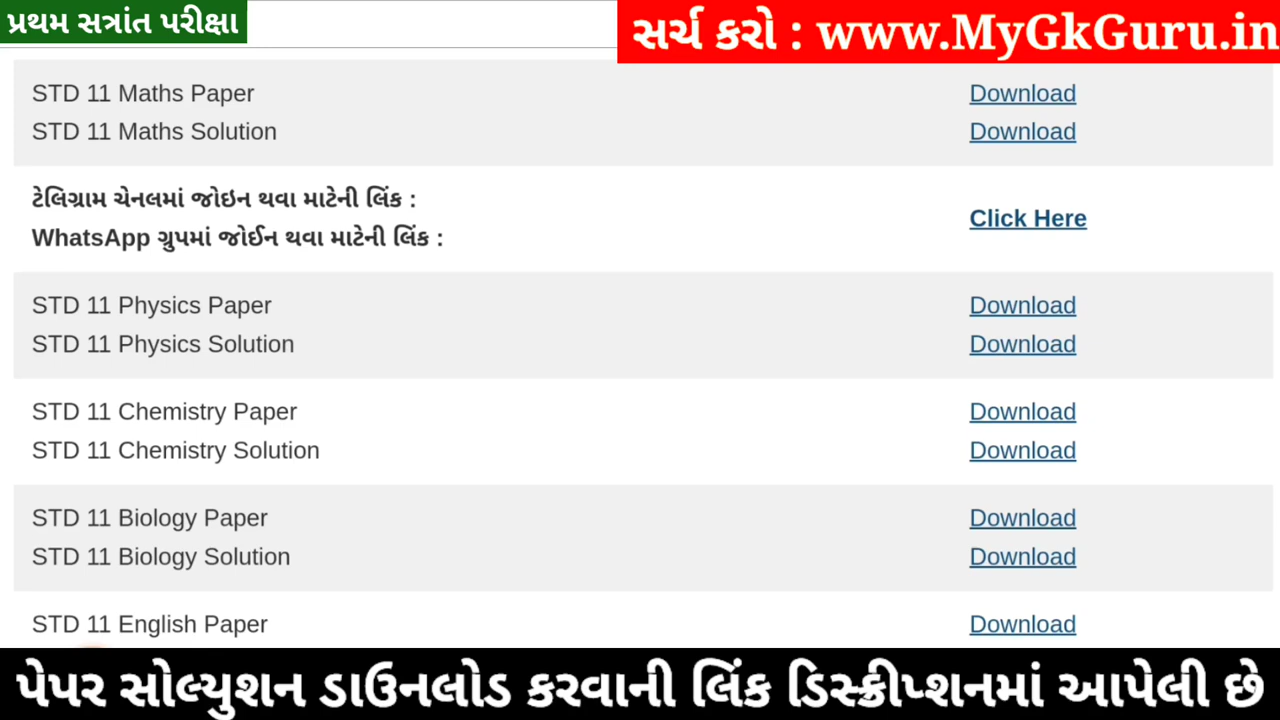 પ્રથમ સત્રાંત પરીક્ષા
સર્ચ કરો : www.MyGkGuru.in
STD 11 Maths Paper Download
STD 11 Maths Solution Download
ટેલિગ્રામ ચેનલમાં જોઇન થવા માટેની લિંક :
Click Here
WhatsApp ગ્રુપમાં જોઈન થવા માટેની લિંક :
STD 11 Physics Paper Download
STD 11 Physics Solution Download
STD 11 Chemistry Paper Download
STD 11 Chemistry Solution Download
STD 11 Biology Paper Download
STD 11 Biology Solution Download
STD 11 English Paper Download
પેપર સોલ્યુશન ડાઉનલોડ કરવાની લિંક ડિસ્ક્રીપ્શનમાં આપેલી છે